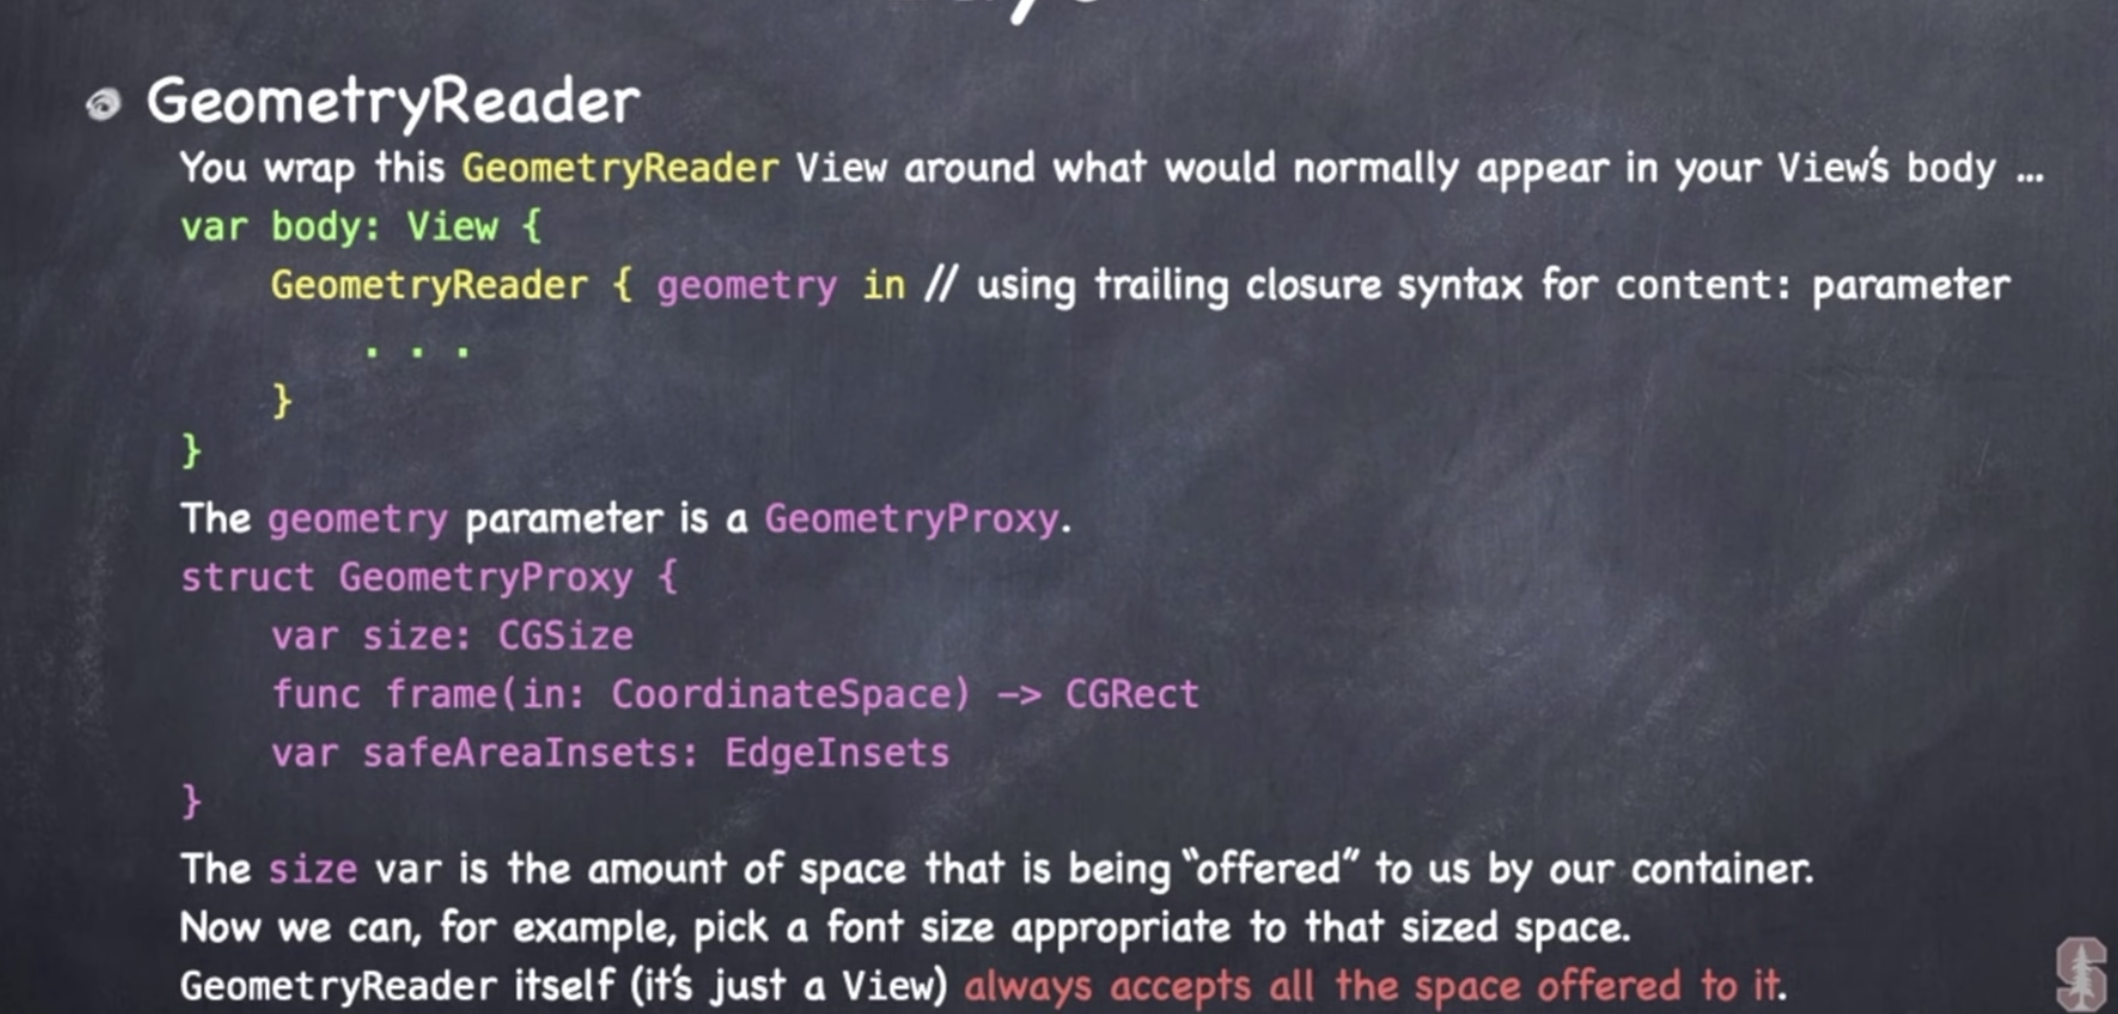 GeometryReader
You wrap this GeometryReader View around what would normally appear in your View's body ...
var body: View {
GeometryReader { geometry in // using trailing closure syntax for content: parameter
. . .
}
}
The geometry parameter is a GeometryProxy.
struct GeometryProxy {
var size: CGSize
func frame(in: CoordinateSpace) -> CGRect
var safeAreaInsets: EdgeInsets
}
The size var is the amount of space that is being “offered” to us by our container.
Now we can, for example, pick a font size appropriate to that sized space.
GeometryReader itself (it's just a View) always accepts all the space offered to it.